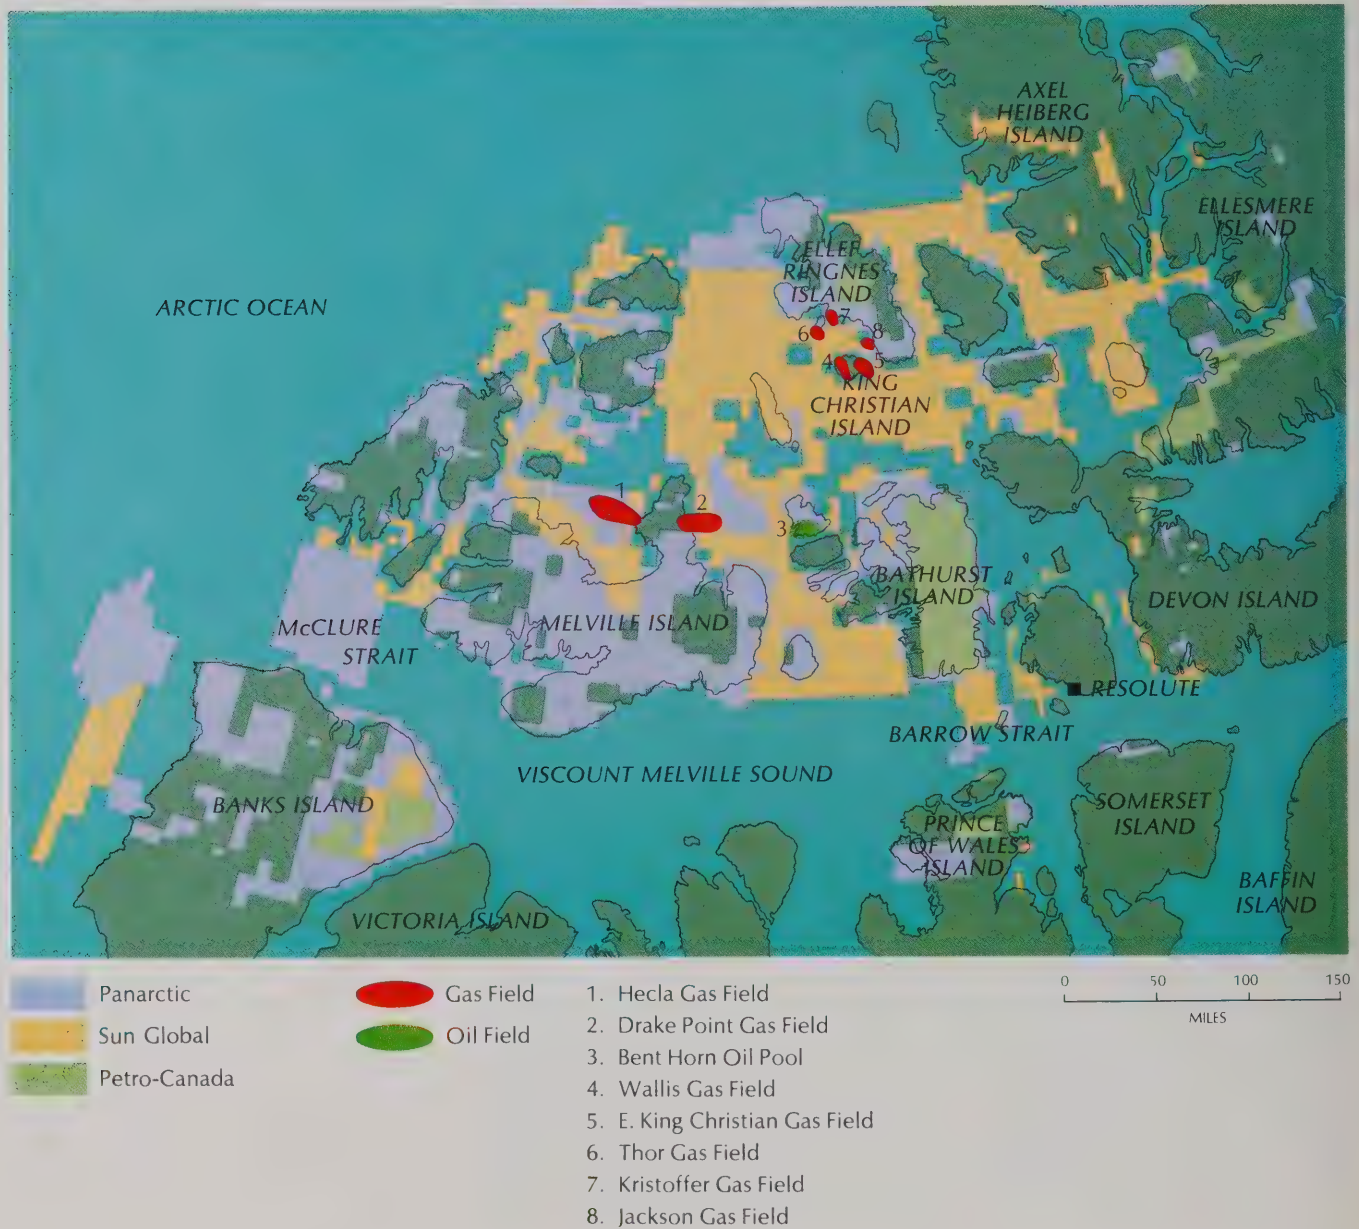 AXEL
HEIBERG
ISLAND
ELLESMERE
ISLAND
ELLEF
RINGNES
ISLAND
ARCTIC OCEAN
7
6
8
4
5
KING
CHRISTIAN
ISLAND
1
2
3
BATHURST
ISLAND
DEVON ISLAND
McCLURE
STRAIT
MELVILLE ISLAND
RESOLUTE
BARROW STRAIT
VISCOUNT MELVILLE SOUND
BANKS ISLAND
PRINCE
OF WALES
ISLAND
SOMERSET
ISLAND
BAFFIN
ISLAND
VICTORIA ISLAND
Panarctic
Sun Global
Petro-Canada
Gas Field
Oil Field
1. Hecla Gas Field
2. Drake Point Gas Field
3. Bent Horn Oil Pool
4. Wallis Gas Field
5. E. King Christian Gas Field
6. Thor Gas Field
7. Kristoffer Gas Field
8. Jackson Gas Field
0 50 100 150
MILES